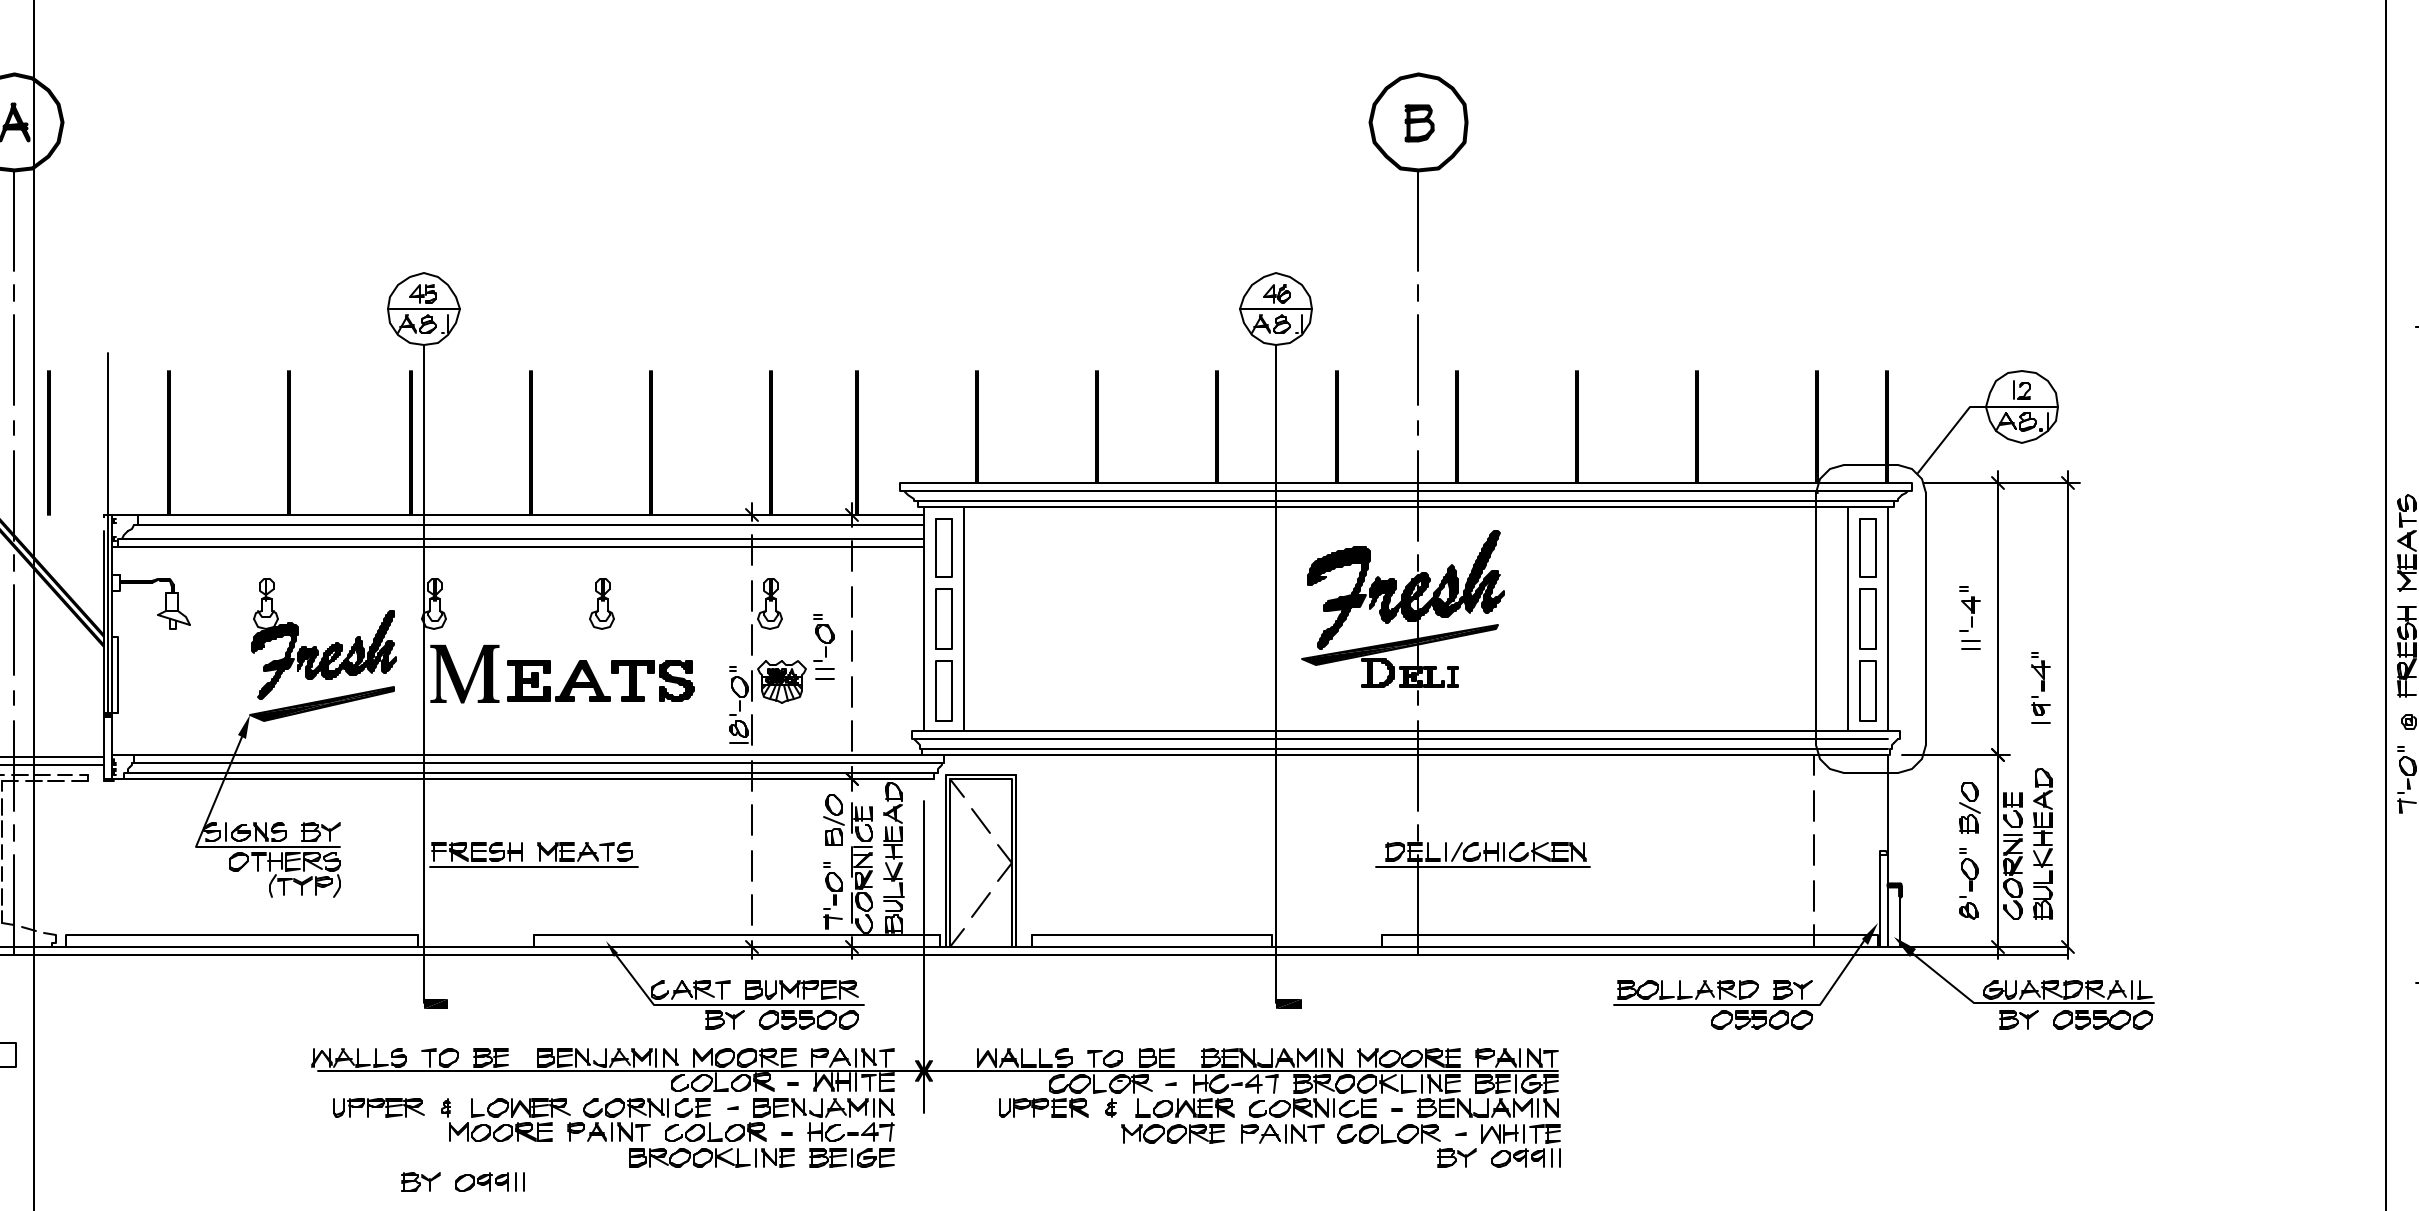 A
B
45
A8.1
46
A8.1
12
A8.1
Fresh
MEATS
Fresh
DELI
18'-0"
11'-0"
11'-4"
19'-4"
7'-0" @ FRESH MEATS
SIGNS BY
OTHERS
(TYP)
FRESH MEATS
7'-0" B/O
CORNICE
BULKHEAD
DELI/CHICKEN
8'-0" B/O
CORNICE
BULKHEAD
CART BUMPER
BY 05500
BOLLARD BY
05500
GUARDRAIL
BY 05500
WALLS TO BE BENJAMIN MOORE PAINT
COLOR - WHITE
UPPER & LOWER CORNICE - BENJAMIN
MOORE PAINT COLOR - HC-47
BROOKLINE BEIGE
BY 09911
WALLS TO BE BENJAMIN MOORE PAINT
COLOR - HC-47 BROOKLINE BEIGE
UPPER & LOWER CORNICE - BENJAMIN
MOORE PAINT COLOR - WHITE
BY 09911